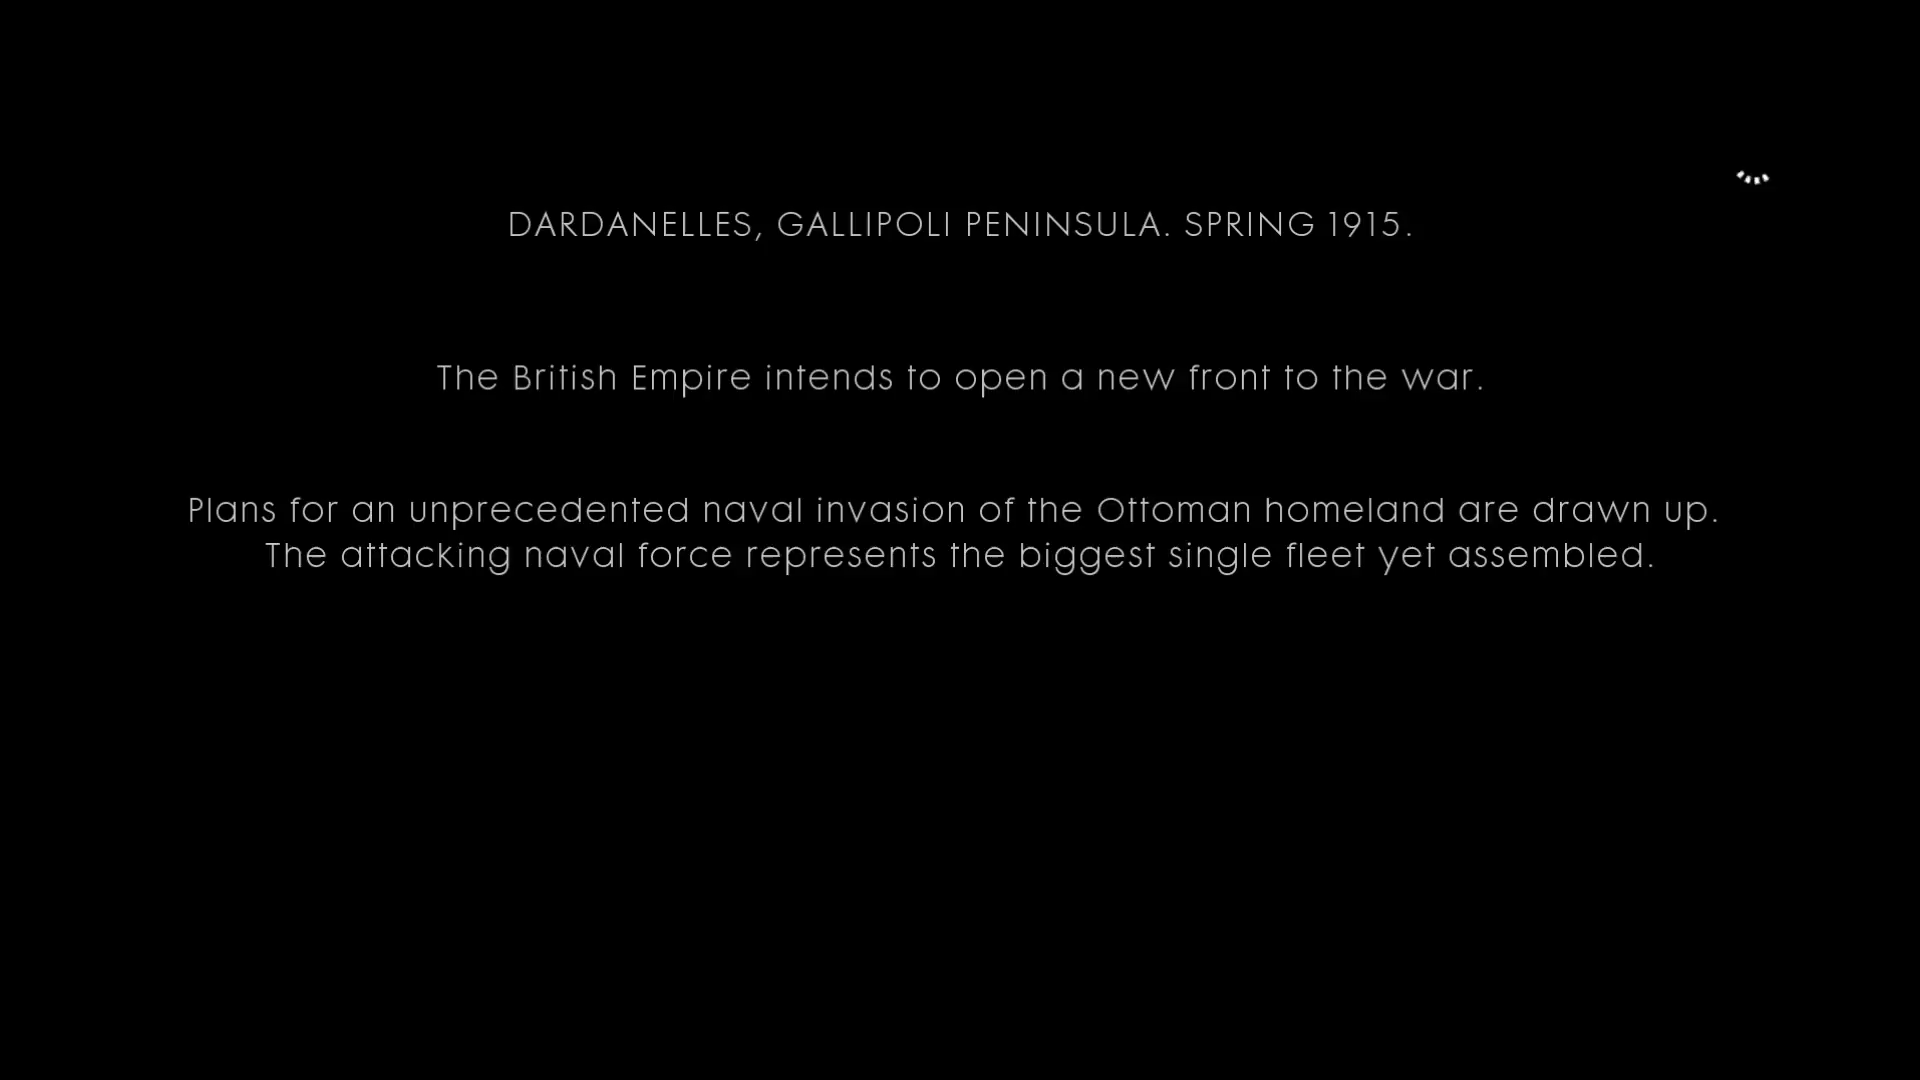 DARDANELLES, GALLIPOLI PENINSULA. SPRING 1915.
The British Empire intends to open a new front to the war.
Plans for an unprecedented naval invasion of the Ottoman homeland are drawn up.
The attacking naval force represents the biggest single fleet yet assembled.